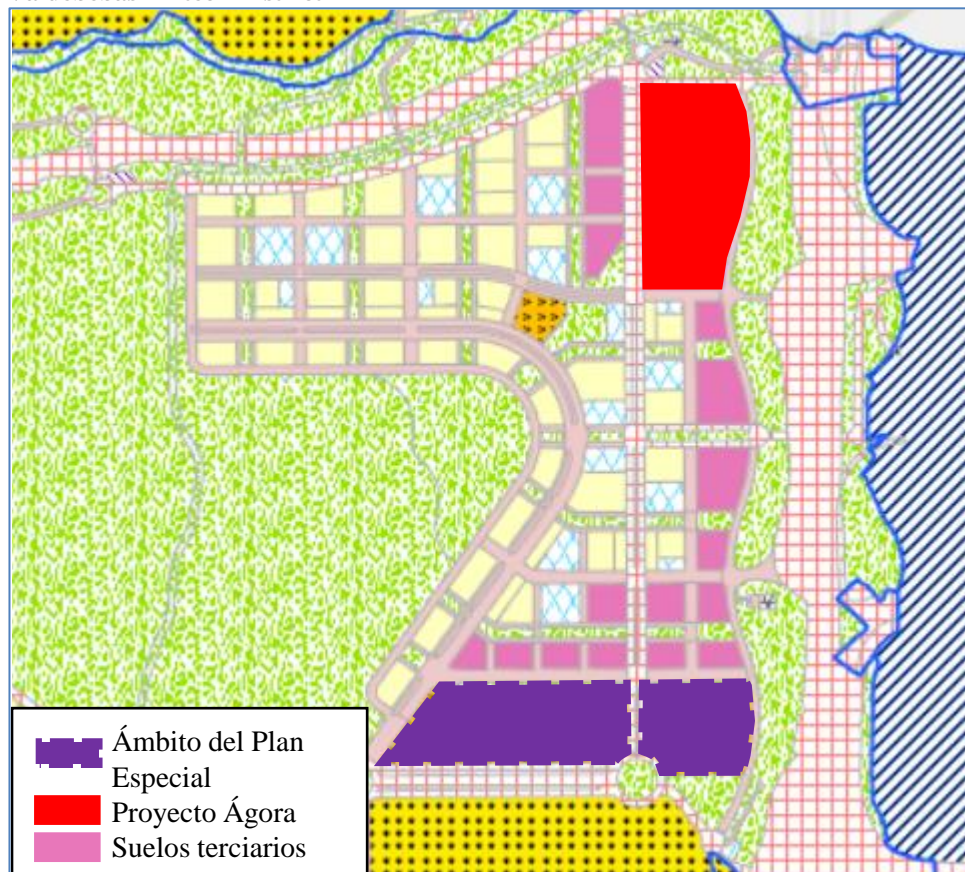 Ámbito del Plan
Especial
Proyecto Ágora
Suelos terciarios